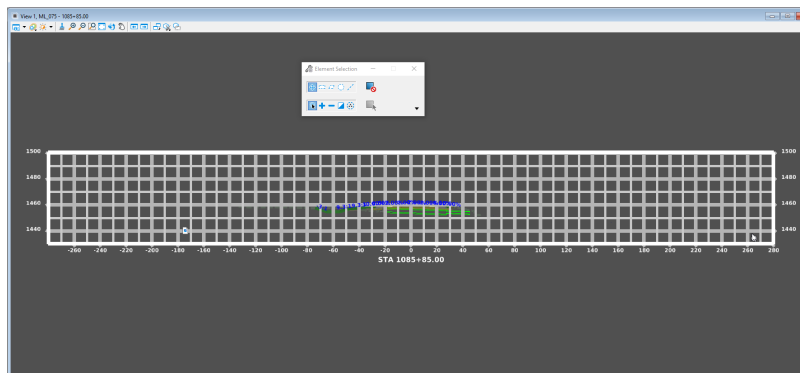 View 1, ML_075 - 1085+85.00
Element Selection
1500 1500
1480 1480
1460 1460
1440 1440
-260 -240 -220 -200 -180 -160 -140 -120 -100 -80 -60 -40 -20 0 20 40 60 80 100 120 140 160 180 200 220 240 260 280
STA 1085+85.00